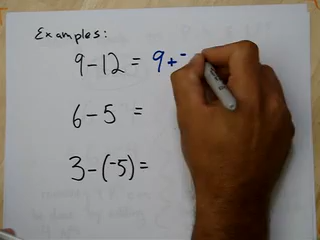 Examples:
9-12 = 9+-
6-5 =
3-(-5)=